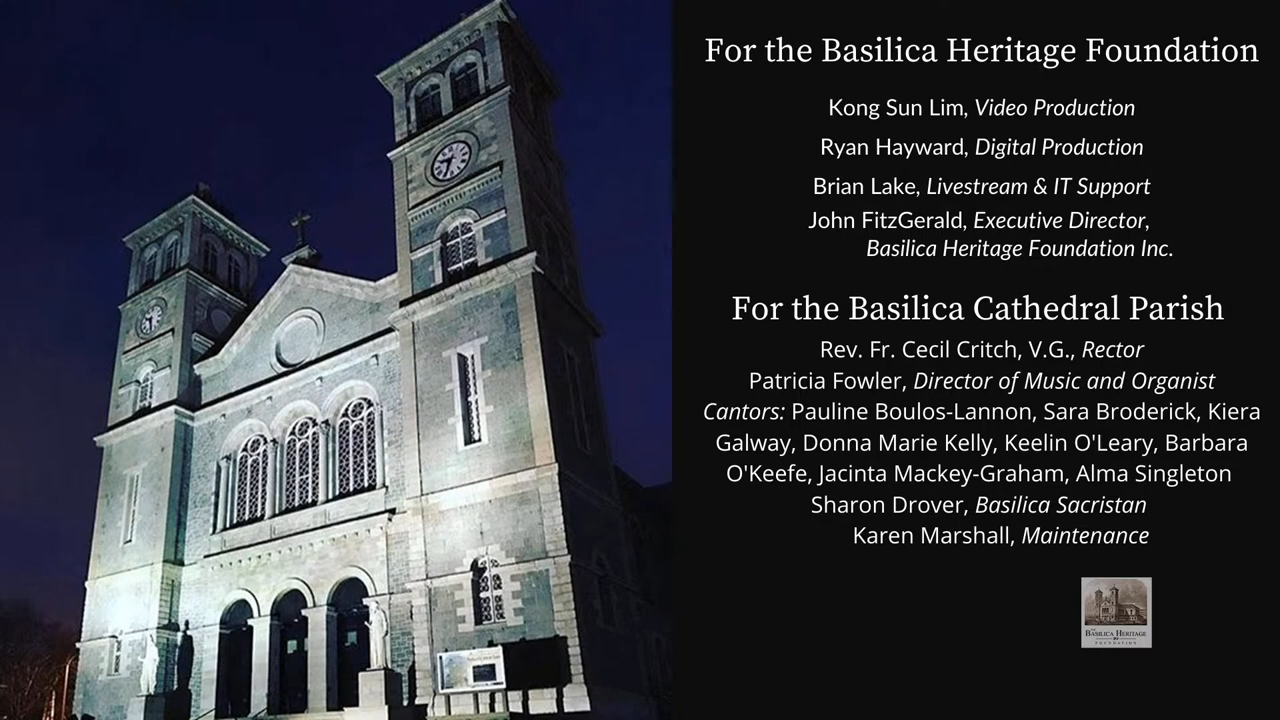 For the Basilica Heritage Foundation
Kong Sun Lim, Video Production
Ryan Hayward, Digital Production
Brian Lake, Livestream & IT Support
John FitzGerald, Executive Director,
Basilica Heritage Foundation Inc.
For the Basilica Cathedral Parish
Rev. Fr. Cecil Critch, V.G., Rector
Patricia Fowler, Director of Music and Organist
Cantors: Pauline Boulos-Lannon, Sara Broderick, Kiera
Galway, Donna Marie Kelly, Keelin O'Leary, Barbara
O'Keefe, Jacinta Mackey-Graham, Alma Singleton
Sharon Drover, Basilica Sacristan
Karen Marshall, Maintenance
BASILICA HERITAGE
FOUNDATION